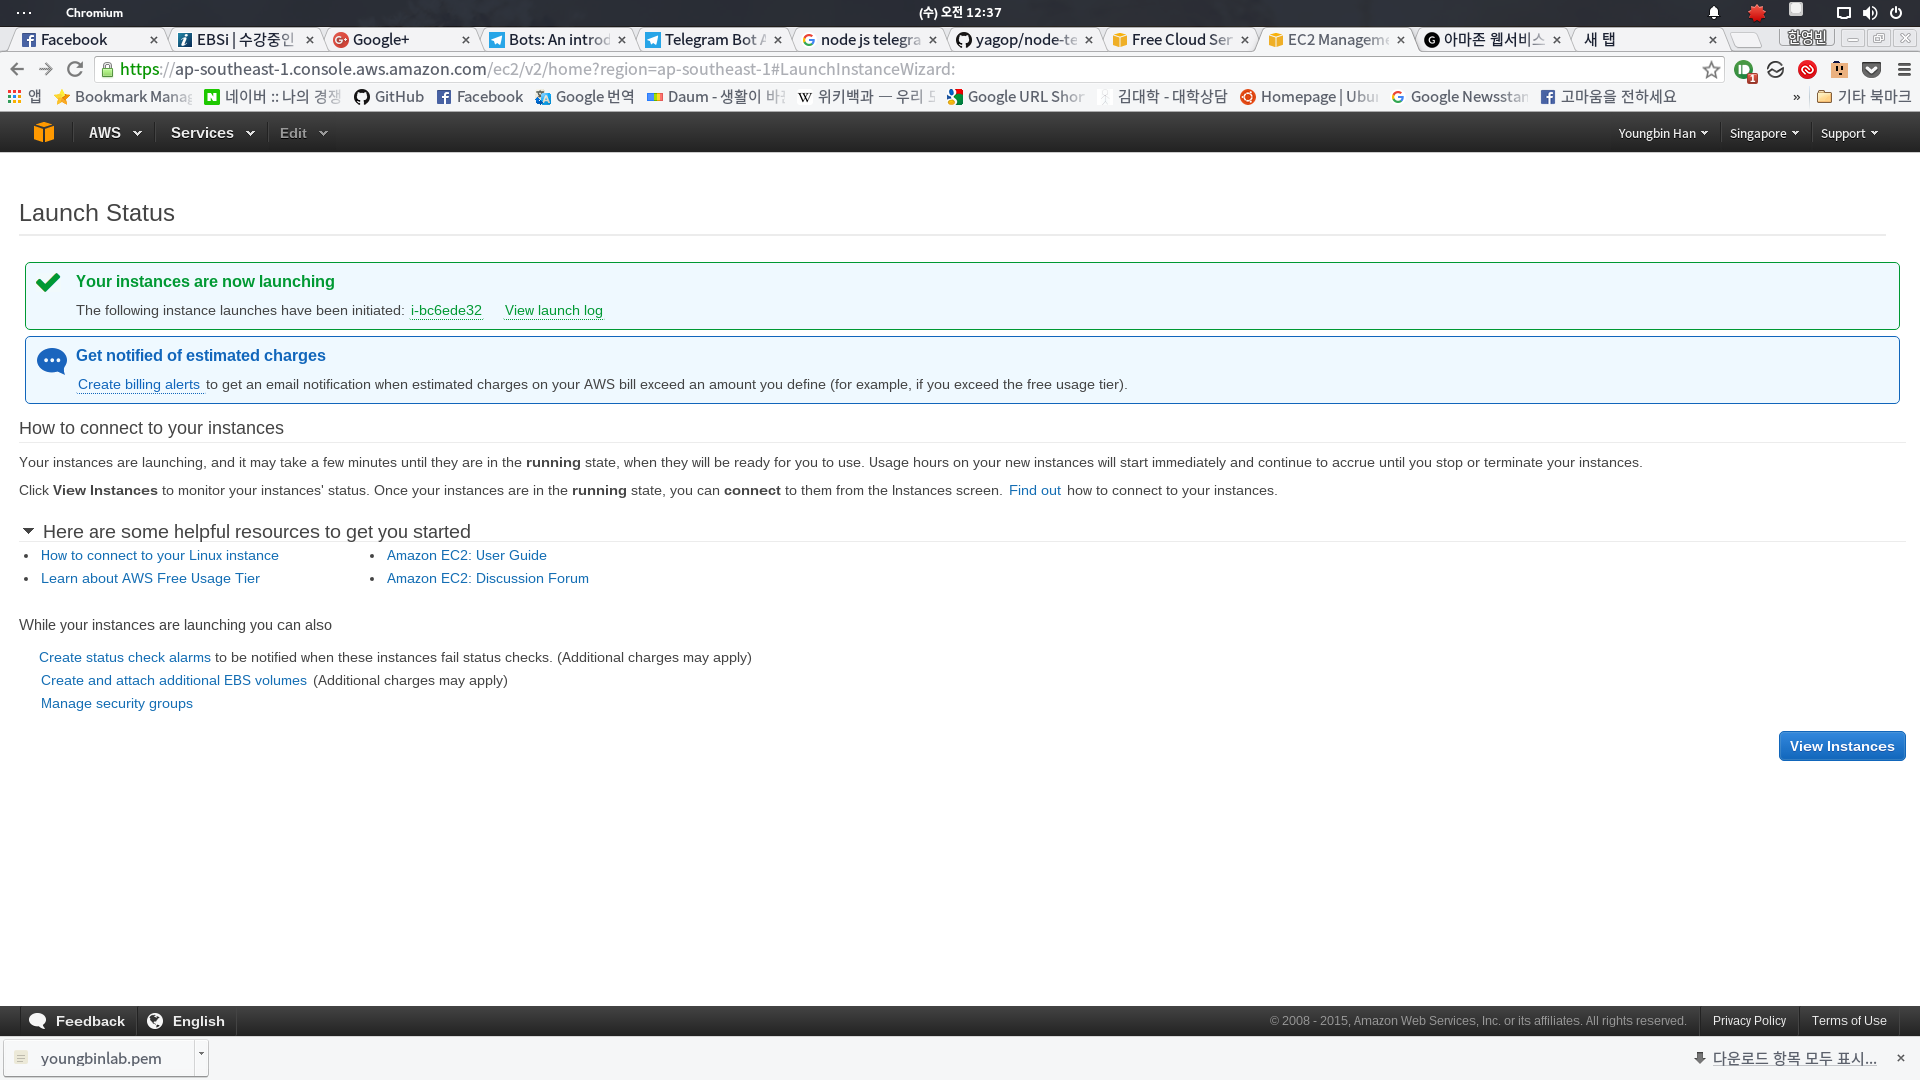 Chromium
(수) 오전 12:37
Facebook
EBSi | 수강중인
Google+
Bots: An introd
Telegram Bot A
node js telegra
yagop/node-te
Free Cloud Ser
EC2 Manageme
아마존 웹서비스
새 탭
한영빈
https://ap-southeast-1.console.aws.amazon.com/ec2/v2/home?region=ap-southeast-1#LaunchInstanceWizard:
앱
Bookmark Manag
네이버 :: 나의 경쟁
GitHub
Facebook
Google 번역
Daum - 생활이 바
위키백과 — 우리
Google URL Shor
김대학 - 대학상담
Homepage | Ubu
Google Newsstan
고마움을 전하세요
»
기타 북마크
AWS
Services
Edit
Youngbin Han
Singapore
Support
Launch Status
Your instances are now launching
The following instance launches have been initiated: i-bc6ede32 View launch log
Get notified of estimated charges
Create billing alerts to get an email notification when estimated charges on your AWS bill exceed an amount you define (for example, if you exceed the free usage tier).
How to connect to your instances
Your instances are launching, and it may take a few minutes until they are in the running state, when they will be ready for you to use. Usage hours on your new instances will start immediately and continue to accrue until you stop or terminate your instances.
Click View Instances to monitor your instances' status. Once your instances are in the running state, you can connect to them from the Instances screen. Find out how to connect to your instances.
Here are some helpful resources to get you started
• How to connect to your Linux instance
• Amazon EC2: User Guide
• Learn about AWS Free Usage Tier
• Amazon EC2: Discussion Forum
While your instances are launching you can also
Create status check alarms to be notified when these instances fail status checks. (Additional charges may apply)
Create and attach additional EBS volumes (Additional charges may apply)
Manage security groups
View Instances
Feedback
English
© 2008 - 2015, Amazon Web Services, Inc. or its affiliates. All rights reserved.
Privacy Policy
Terms of Use
youngbinlab.pem
다운로드 항목 모두 표시...